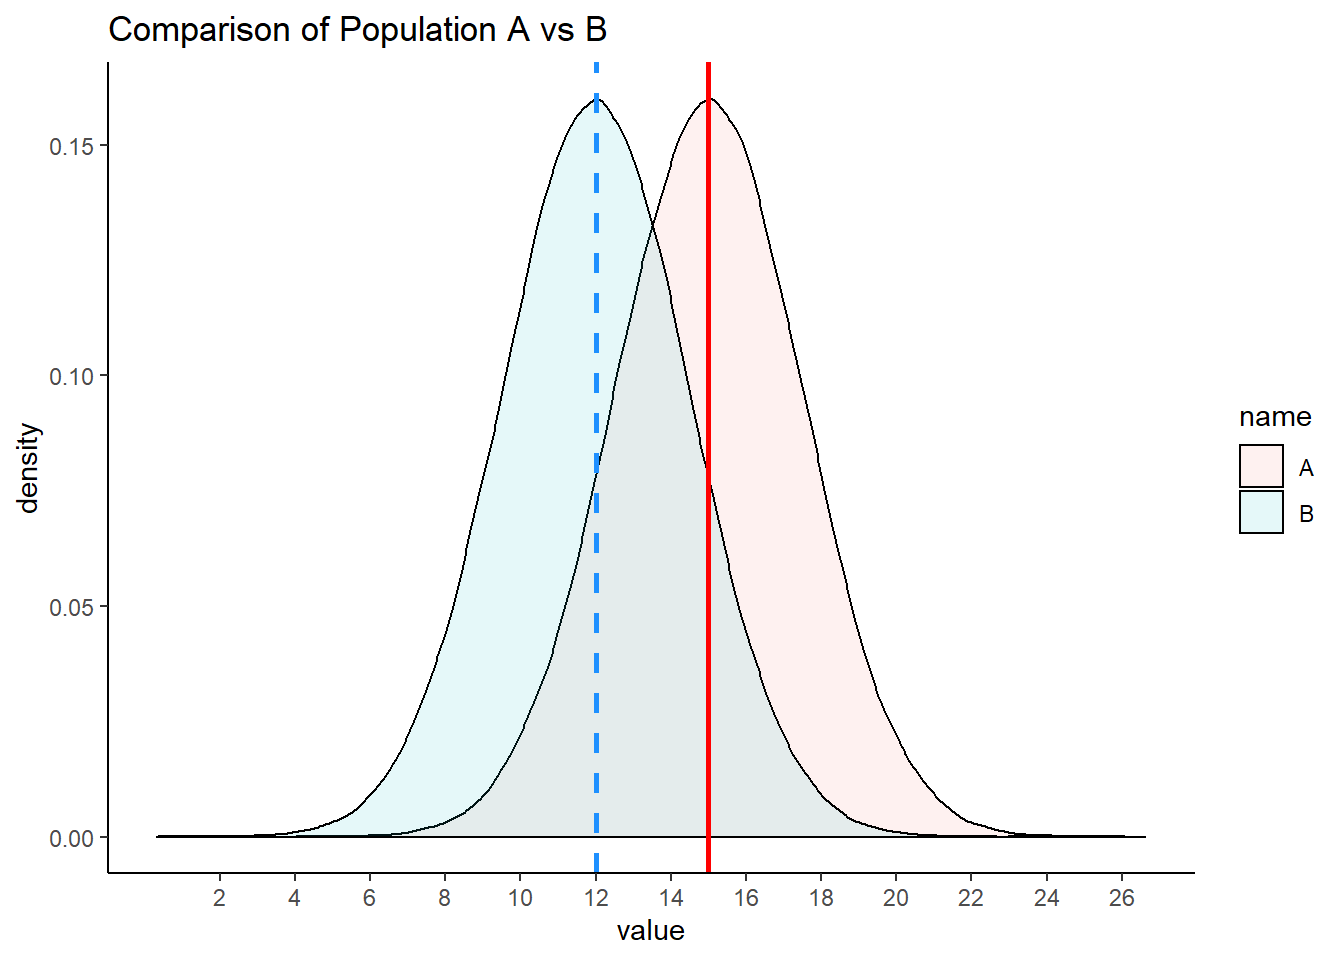 Comparison of Population A vs B
0.15
0.10
0.05
0.00
density
2 4 6 8 10 12 14 16 18 20 22 24 26
value
name
A
B